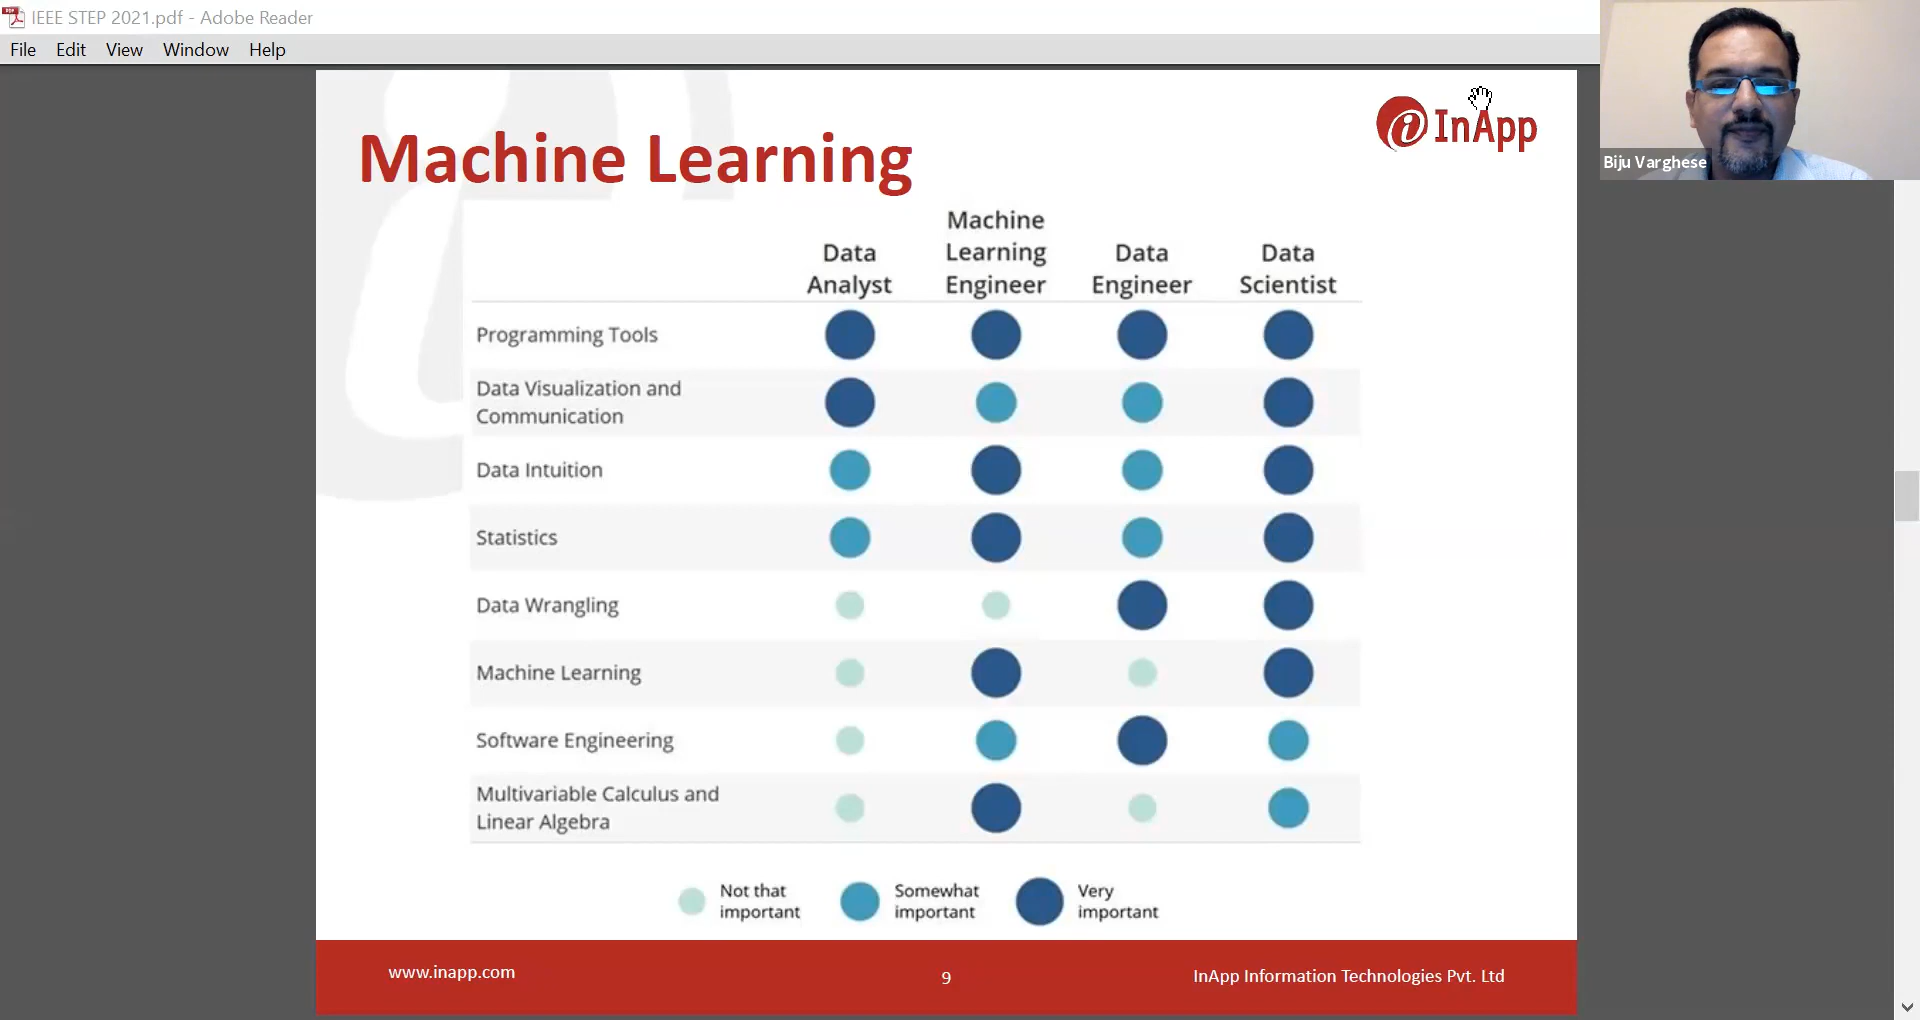 IEEE STEP 2021.pdf - Adobe Reader
File Edit View Window Help
Biju Varghese
InApp
Machine Learning
Data
Analyst
Machine
Learning
Engineer
Data
Engineer
Data
Scientist
Programming Tools
Data Visualization and
Communication
Data Intuition
Statistics
Data Wrangling
Machine Learning
Software Engineering
Multivariable Calculus and
Linear Algebra
Not that
important
Somewhat
important
Very
important
www.inapp.com
9
InApp Information Technologies Pvt. Ltd